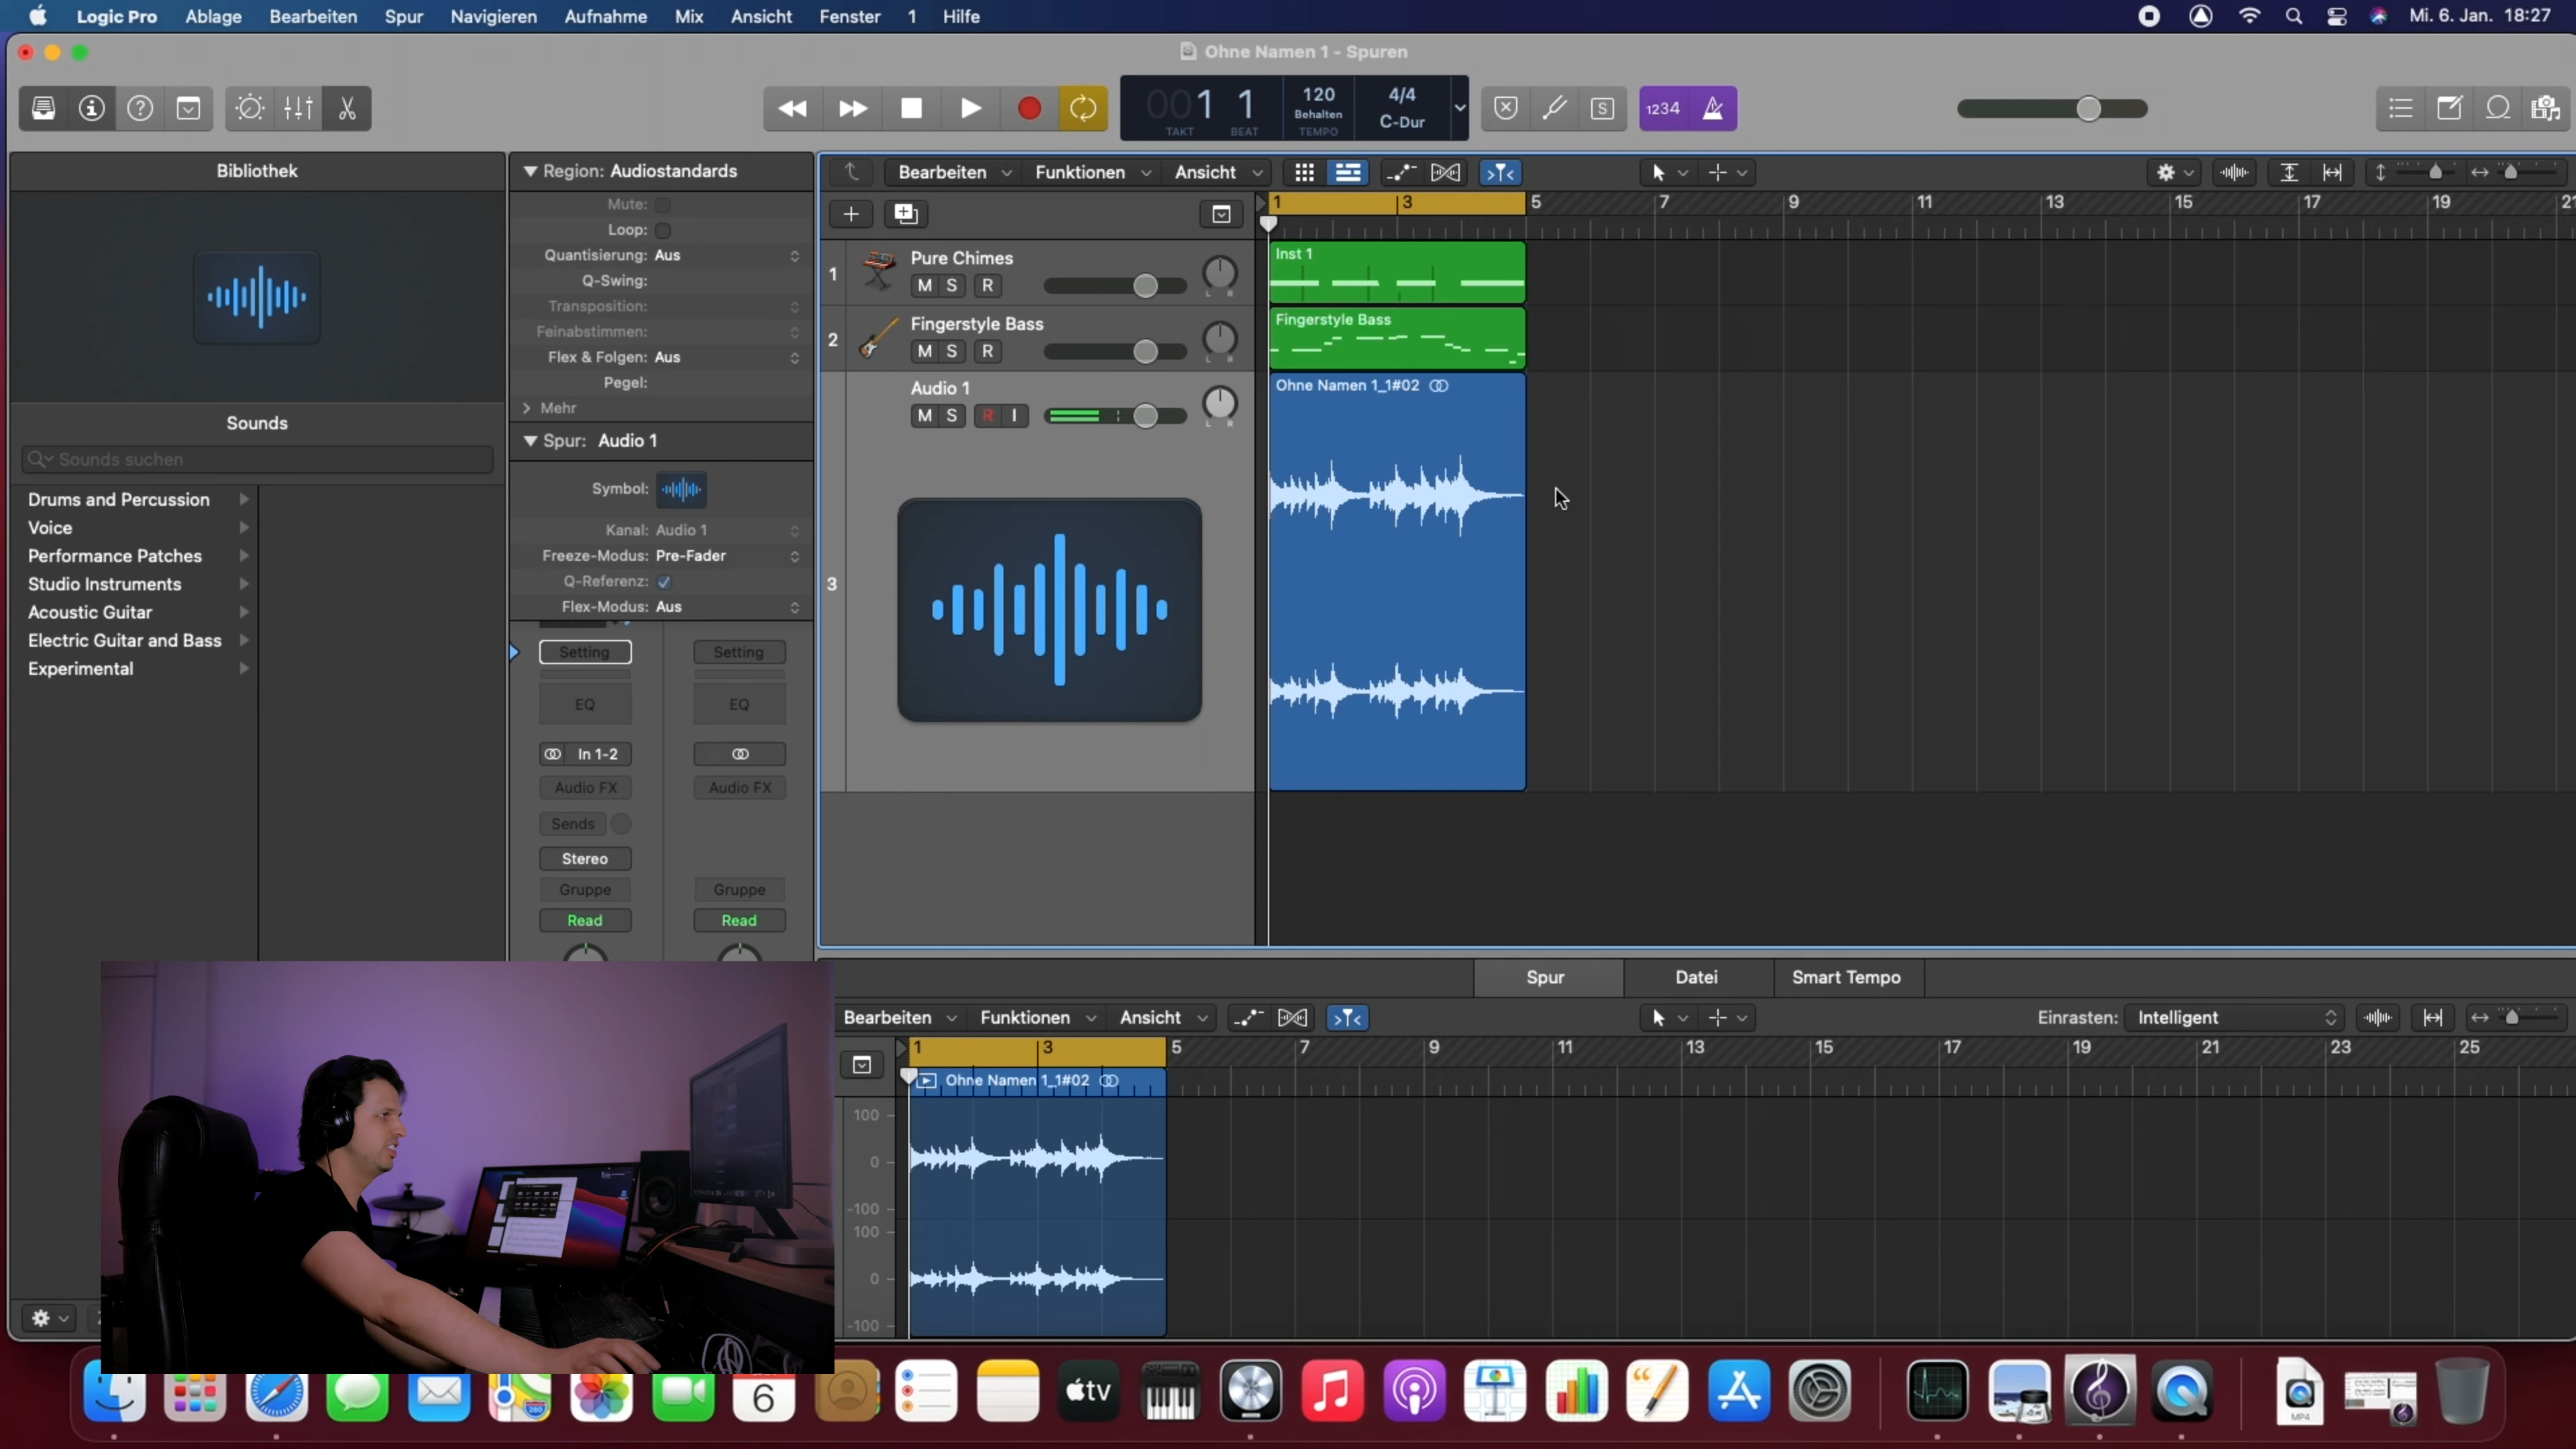 Logic Pro Ablage Bearbeiten Spur Navigieren Aufnahme Mix Ansicht Fenster 1 Hilfe Mi. 6. Jan. 18:27
Ohne Namen 1 - Spuren
001 1 120 4/4
Behalten C-Dur
TAKT BEAT TEMPO
S 1234
Bibliothek
Region: Audiostandards
Mute:
Loop:
Quantisierung: Aus
Q-Swing:
Transposition:
Feinabstimmen:
Flex & Folgen: Aus
Pegel:
Mehr
Spur: Audio 1
Symbol:
Kanal: Audio 1
Freeze-Modus: Pre-Fader
Q-Referenz:
Flex-Modus: Aus
Setting Setting
EQ EQ
In 1-2
Audio FX Audio FX
Sends
Stereo
Gruppe Gruppe
Read Read
Sounds
Sounds suchen
Drums and Percussion
Voice
Performance Patches
Studio Instruments
Acoustic Guitar
Electric Guitar and Bass
Experimental
Bearbeiten Funktionen Ansicht
1 3 5 7 9 11 13 15 17 19 21
1 Pure Chimes
M S R
L R
Inst 1
2 Fingerstyle Bass
M S R
L R
Fingerstyle Bass
3 Audio 1
M S R I
L R
Ohne Namen 1_1#02
Spur Datei Smart Tempo
Bearbeiten Funktionen Ansicht Einrasten: Intelligent
1 3 5 7 9 11 13 15 17 19 21 23 25
Ohne Namen 1_1#02
100
0
-100
100
0
-100
280
6
tv
MP4